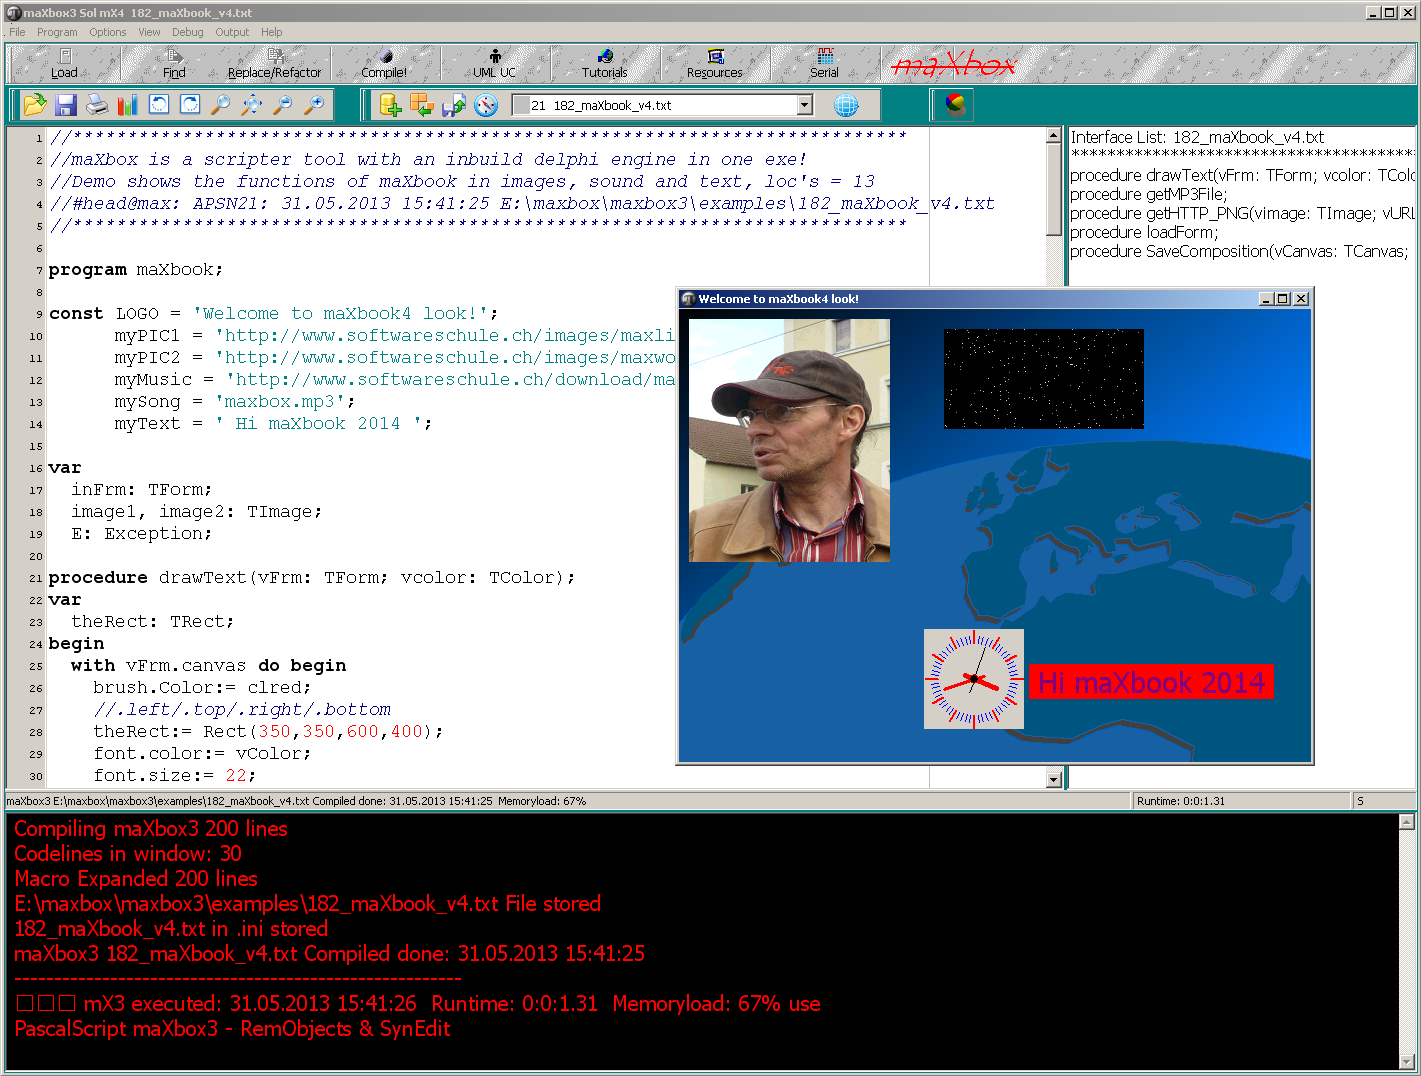 maXbox3 Sol mX4  182_maXbook_v4.txt
File Program Options View Debug Output Help
Load Find Replace/Refactor Compile! UML UC Tutorials Resources Serial maXbox
21  182_maXbook_v4.txt
1 //****************************************************************************
2 //maXbox is a scripter tool with an inbuild delphi engine in one exe!
3 //Demo shows the functions of maXbook in images, sound and text, loc's = 13
4 //#head@max: APSN21: 31.05.2013 15:41:25 E:\maxbox\maxbox3\examples\182_maXbook_v4.txt
5 //****************************************************************************
6
7 program maXbook;
8
9 const LOGO = 'Welcome to maXbook4 look!';
10 myPIC1 = 'http://www.softwareschule.ch/images/maxli
11 myPIC2 = 'http://www.softwareschule.ch/images/maxwo
12 myMusic = 'http://www.softwareschule.ch/download/ma
13 mySong = 'maxbox.mp3';
14 myText = ' Hi maXbook 2014 ';
15
16 var
17 inFrm: TForm;
18 image1, image2: TImage;
19 E: Exception;
20
21 procedure drawText(vFrm: TForm; vcolor: TColor);
22 var
23 theRect: TRect;
24 begin
25 with vFrm.canvas do begin
26 brush.Color:= clred;
27 //.left/.top/.right/.bottom
28 theRect:= Rect(350,350,600,400);
29 font.color:= vColor;
30 font.size:= 22;
Interface List: 182_maXbook_v4.txt
****************************************
procedure drawText(vFrm: TForm; vcolor: TColo
procedure getMP3File;
procedure getHTTP_PNG(vimage: TImage; vURL
procedure loadForm;
procedure SaveComposition(vCanvas: TCanvas;
Welcome to maXbook4 look!
Hi maXbook 2014
maXbox3 E:\maxbox\maxbox3\examples\182_maXbook_v4.txt Compiled done: 31.05.2013 15:41:25  Memoryload: 67%
Runtime: 0:0:1.31
S
Compiling maXbox3 200 lines
Codelines in window: 30
Macro Expanded 200 lines
E:\maxbox\maxbox3\examples\182_maXbook_v4.txt File stored
182_maXbook_v4.txt in .ini stored
maXbox3 182_maXbook_v4.txt Compiled done: 31.05.2013 15:41:25
--------------------------------------------------------
□□□ mX3 executed: 31.05.2013 15:41:26  Runtime: 0:0:1.31  Memoryload: 67% use
PascalScript maXbox3 - RemObjects & SynEdit